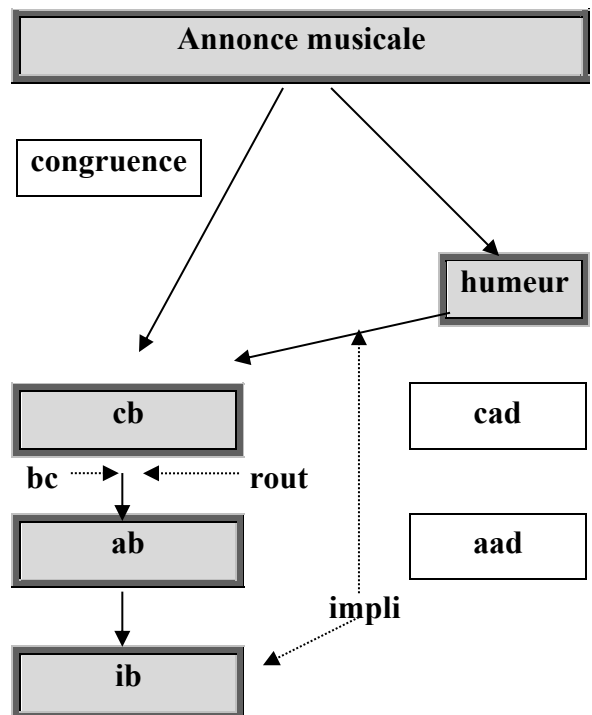 Annonce musicale
congruence
humeur
cb
cad
bc
rout
ab
aad
impli
ib